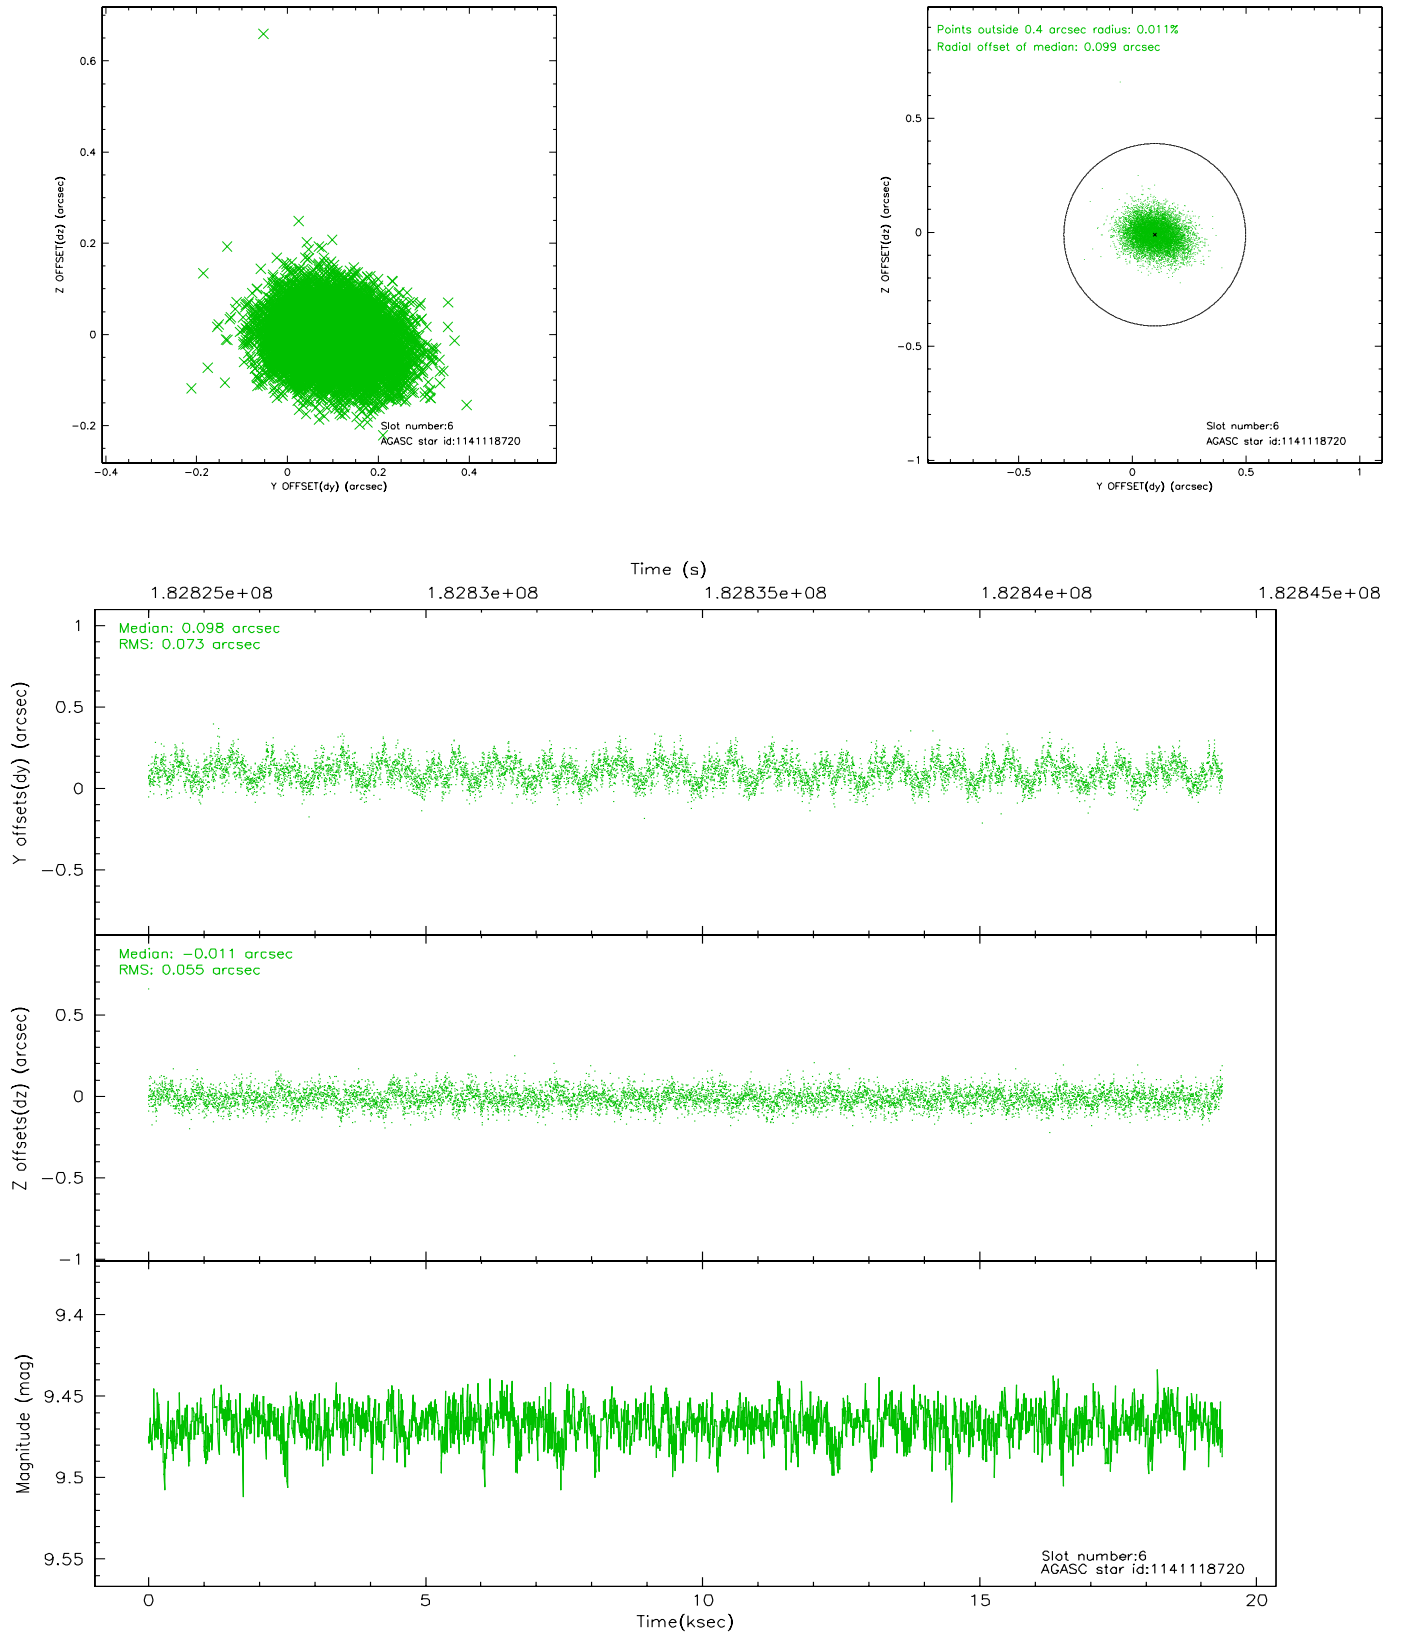 0.6
0.4
0.2
0
−0.2
−0.4
−0.2
0
0.2
0.4
Z OFFSET(dz) (arcsec)
Y OFFSET(dy) (arcsec)
Slot number:6
AGASC star id:1141118720
Points outside 0.4 arcsec radius: 0.011%
Radial offset of median: 0.099 arcsec
0.5
0
−0.5
−1
−0.5
0
0.5
1
Z OFFSET(dz) (arcsec)
Y OFFSET(dy) (arcsec)
Slot number:6
AGASC star id:1141118720
Time (s)
1.82825e+08
1.8283e+08
1.82835e+08
1.8284e+08
1.82845e+08
Median: 0.098 arcsec
RMS: 0.073 arcsec
1
0.5
0
−0.5
Y offsets(dy) (arcsec)
Median: −0.011 arcsec
RMS: 0.055 arcsec
0.5
0
−0.5
−1
Z offsets(dz) (arcsec)
9.4
9.45
9.5
9.55
Magnitude (mag)
Slot number:6
AGASC star id:1141118720
0
5
10
15
20
Time(ksec)